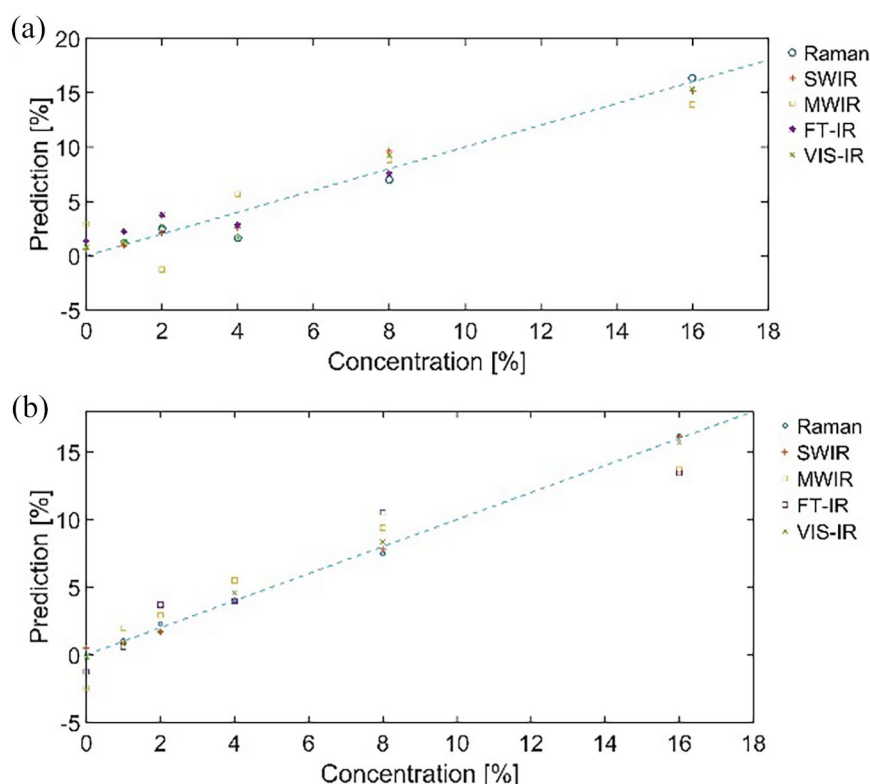 (a)
20
15
10
5
0
-5
Prediction [%]
0 2 4 6 8 10 12 14 16 18
Concentration [%]
Raman
SWIR
MWIR
FT-IR
VIS-IR
(b)
15
10
5
0
-5
Prediction [%]
0 2 4 6 8 10 12 14 16 18
Concentration [%]
Raman
SWIR
MWIR
FT-IR
VIS-IR